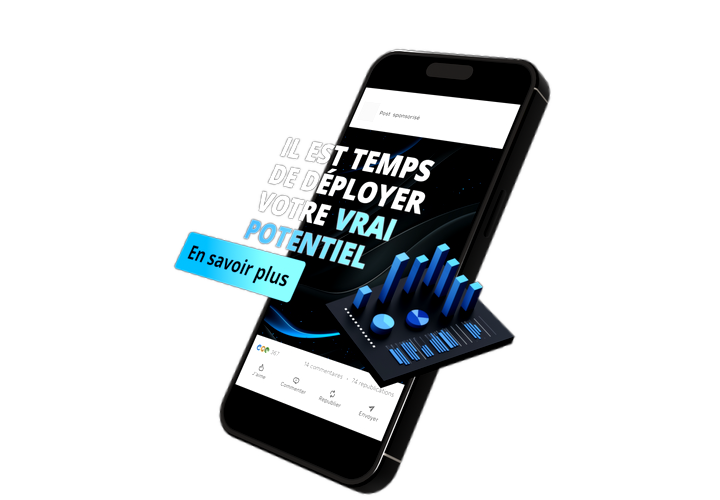 Post sponsorisé
IL EST TEMPS
DE DÉPLOYER
VOTRE VRAI
POTENTIEL
En savoir plus
367
14 commentaires • 74 republications
J'aime
Commenter
Republier
Envoyer